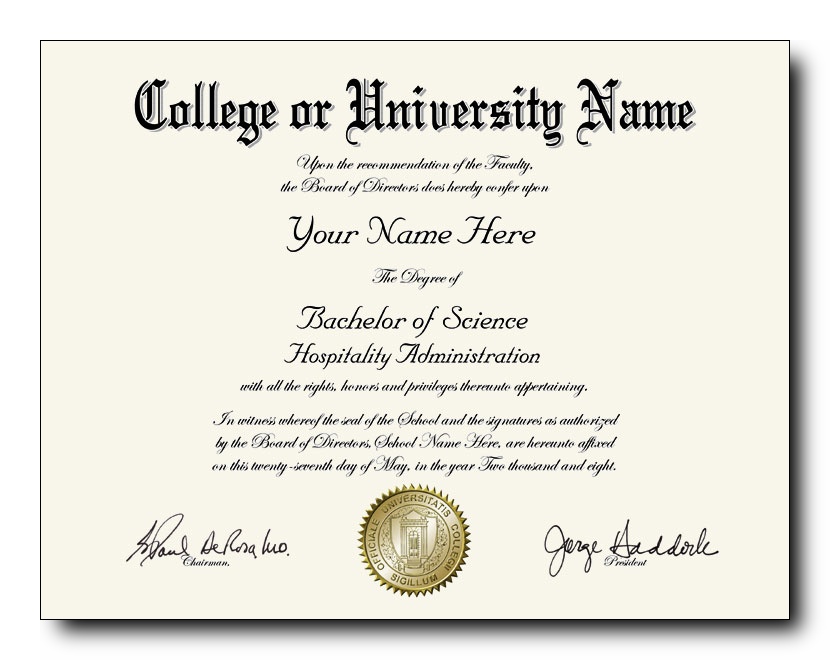 College or University Name
Upon the recommendation of the Faculty,
the Board of Directors does hereby confer upon
Your Name Here
The Degree of
Bachelor of Science
Hospitality Administration
with all the rights, honors and privileges thereunto appertaining.
In witness whereof the seal of the School and the signatures as authorized
by the Board of Directors, School Name Here, are hereunto affixed
on this twenty-seventh day of May, in the year Two thousand and eight.
OFFICIALE UNIVERSITATIS COLLEGII
SIGILLUM
Paul DeRosa
Chairman,
Jorge Haddock
President